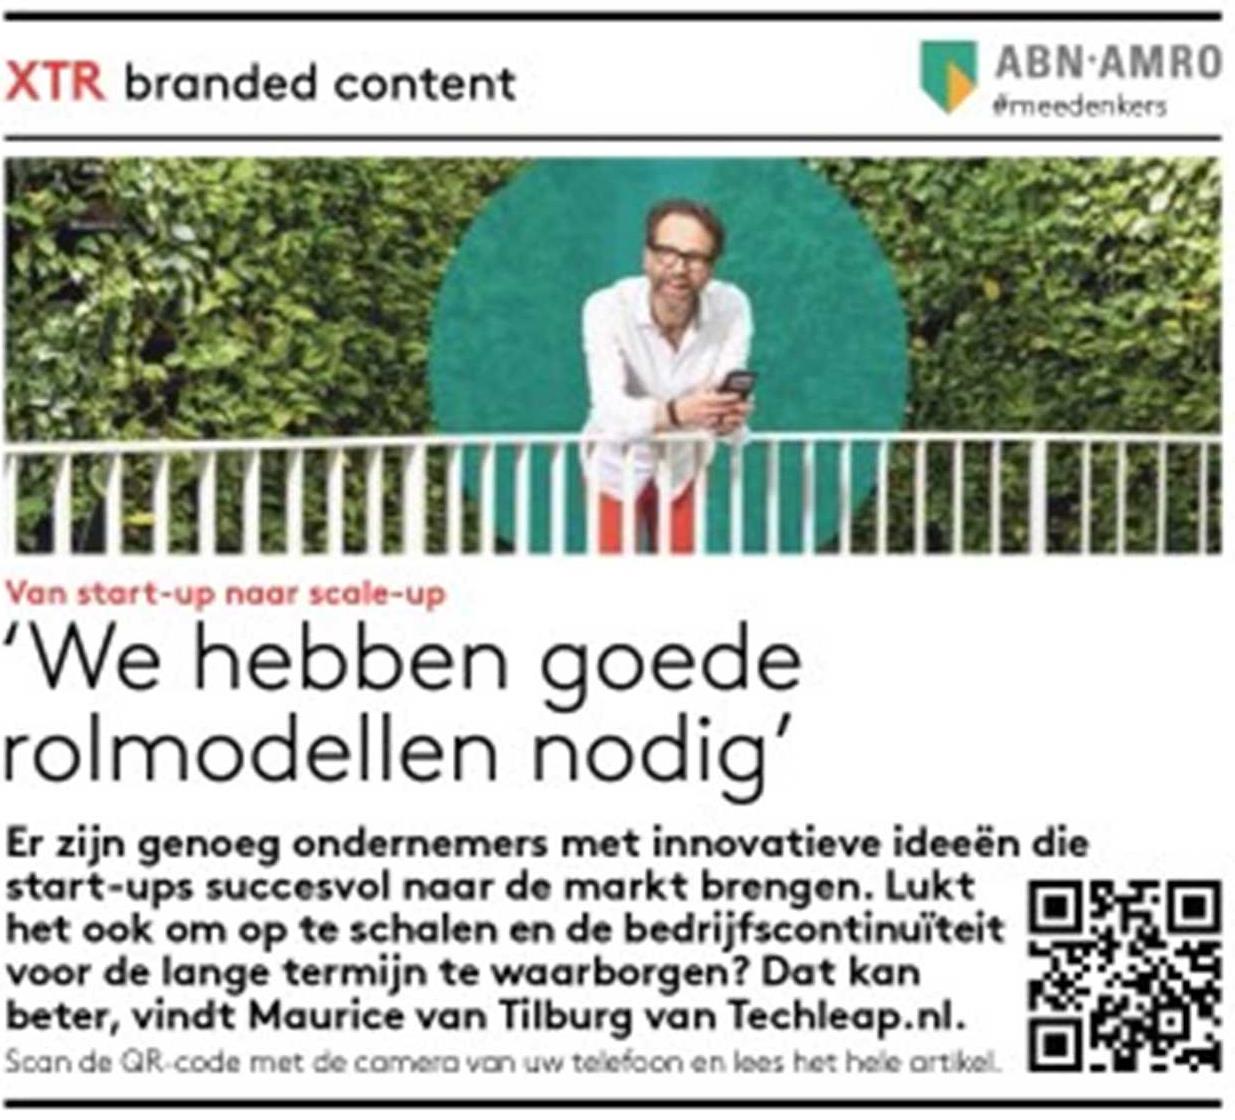 XTR branded content
ABN·AMRO
#meedenkers
Van start-up naar scale-up
‘We hebben goede
rolmodellen nodig’
Er zijn genoeg ondernemers met innovatieve ideeën die
start-ups succesvol naar de markt brengen. Lukt
het ook om op te schalen en de bedrijfscontinuïteit
voor de lange termijn te waarborgen? Dat kan
beter, vindt Maurice van Tilburg van Techleap.nl.
Scan de QR-code met de camera van uw telefoon en lees het hele artikel.